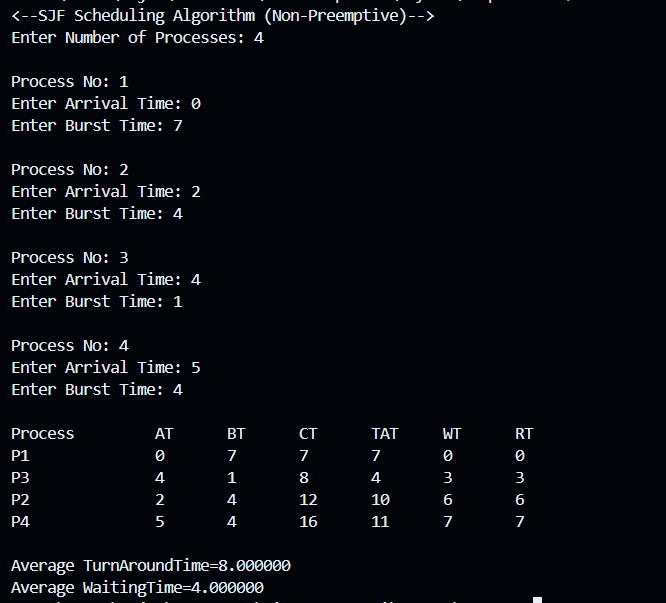 <--SJF Scheduling Algorithm (Non-Preemptive)-->
Enter Number of Processes: 4

Process No: 1
Enter Arrival Time: 0
Enter Burst Time: 7

Process No: 2
Enter Arrival Time: 2
Enter Burst Time: 4

Process No: 3
Enter Arrival Time: 4
Enter Burst Time: 1

Process No: 4
Enter Arrival Time: 5
Enter Burst Time: 4

Process AT BT CT TAT WT RT
P1 0 7 7 7 0 0
P3 4 1 8 4 3 3
P2 2 4 12 10 6 6
P4 5 4 16 11 7 7

Average TurnAroundTime=8.000000
Average WaitingTime=4.000000